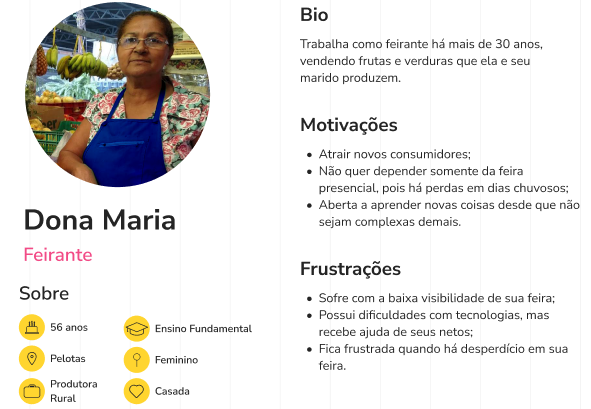 Dona Maria
Feirante
Sobre
56 anos
Ensino Fundamental
Pelotas
Feminino
Produtora
Rural
Casada
Bio
Trabalha como feirante há mais de 30 anos,
vendendo frutas e verduras que ela e seu
marido produzem.
Motivações
• Atrair novos consumidores;
• Não quer depender somente da feira
presencial, pois há perdas em dias chuvosos;
• Aberta a aprender novas coisas desde que não
sejam complexas demais.
Frustrações
• Sofre com a baixa visibilidade de sua feira;
• Possui dificuldades com tecnologias, mas
recebe ajuda de seus netos;
• Fica frustrada quando há desperdício em sua
feira.